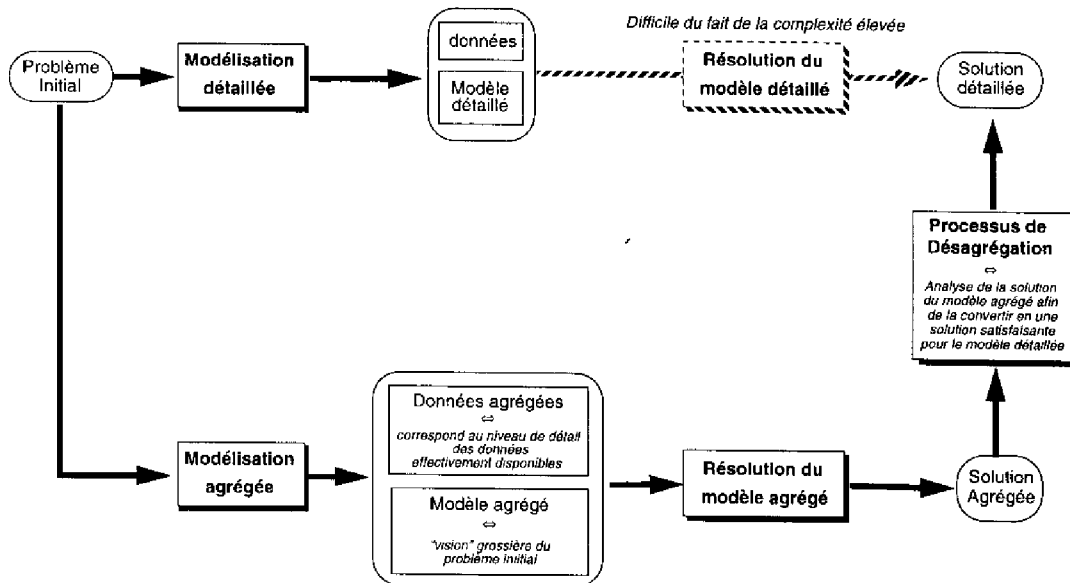 Difficile du fait de la complexité élevée
Problème
Initial
Modélisation
détaillée
données
Modèle
détaillé
Résolution du
modèle détaillé
Solution
détaillée
Processus de
Désagrégation
⇔
Analyse de la solution
du modèle agrégé afin
de la convertir en une
solution satisfaisante
pour le modèle détaillée
Modélisation
agrégée
Données agrégées
⇔
correspond au niveau de détail
des données
effectivement disponibles
Modèle agrégé
⇔
"vision" grossière du
problème initial
Résolution du
modèle agrégé
Solution
Agrégée